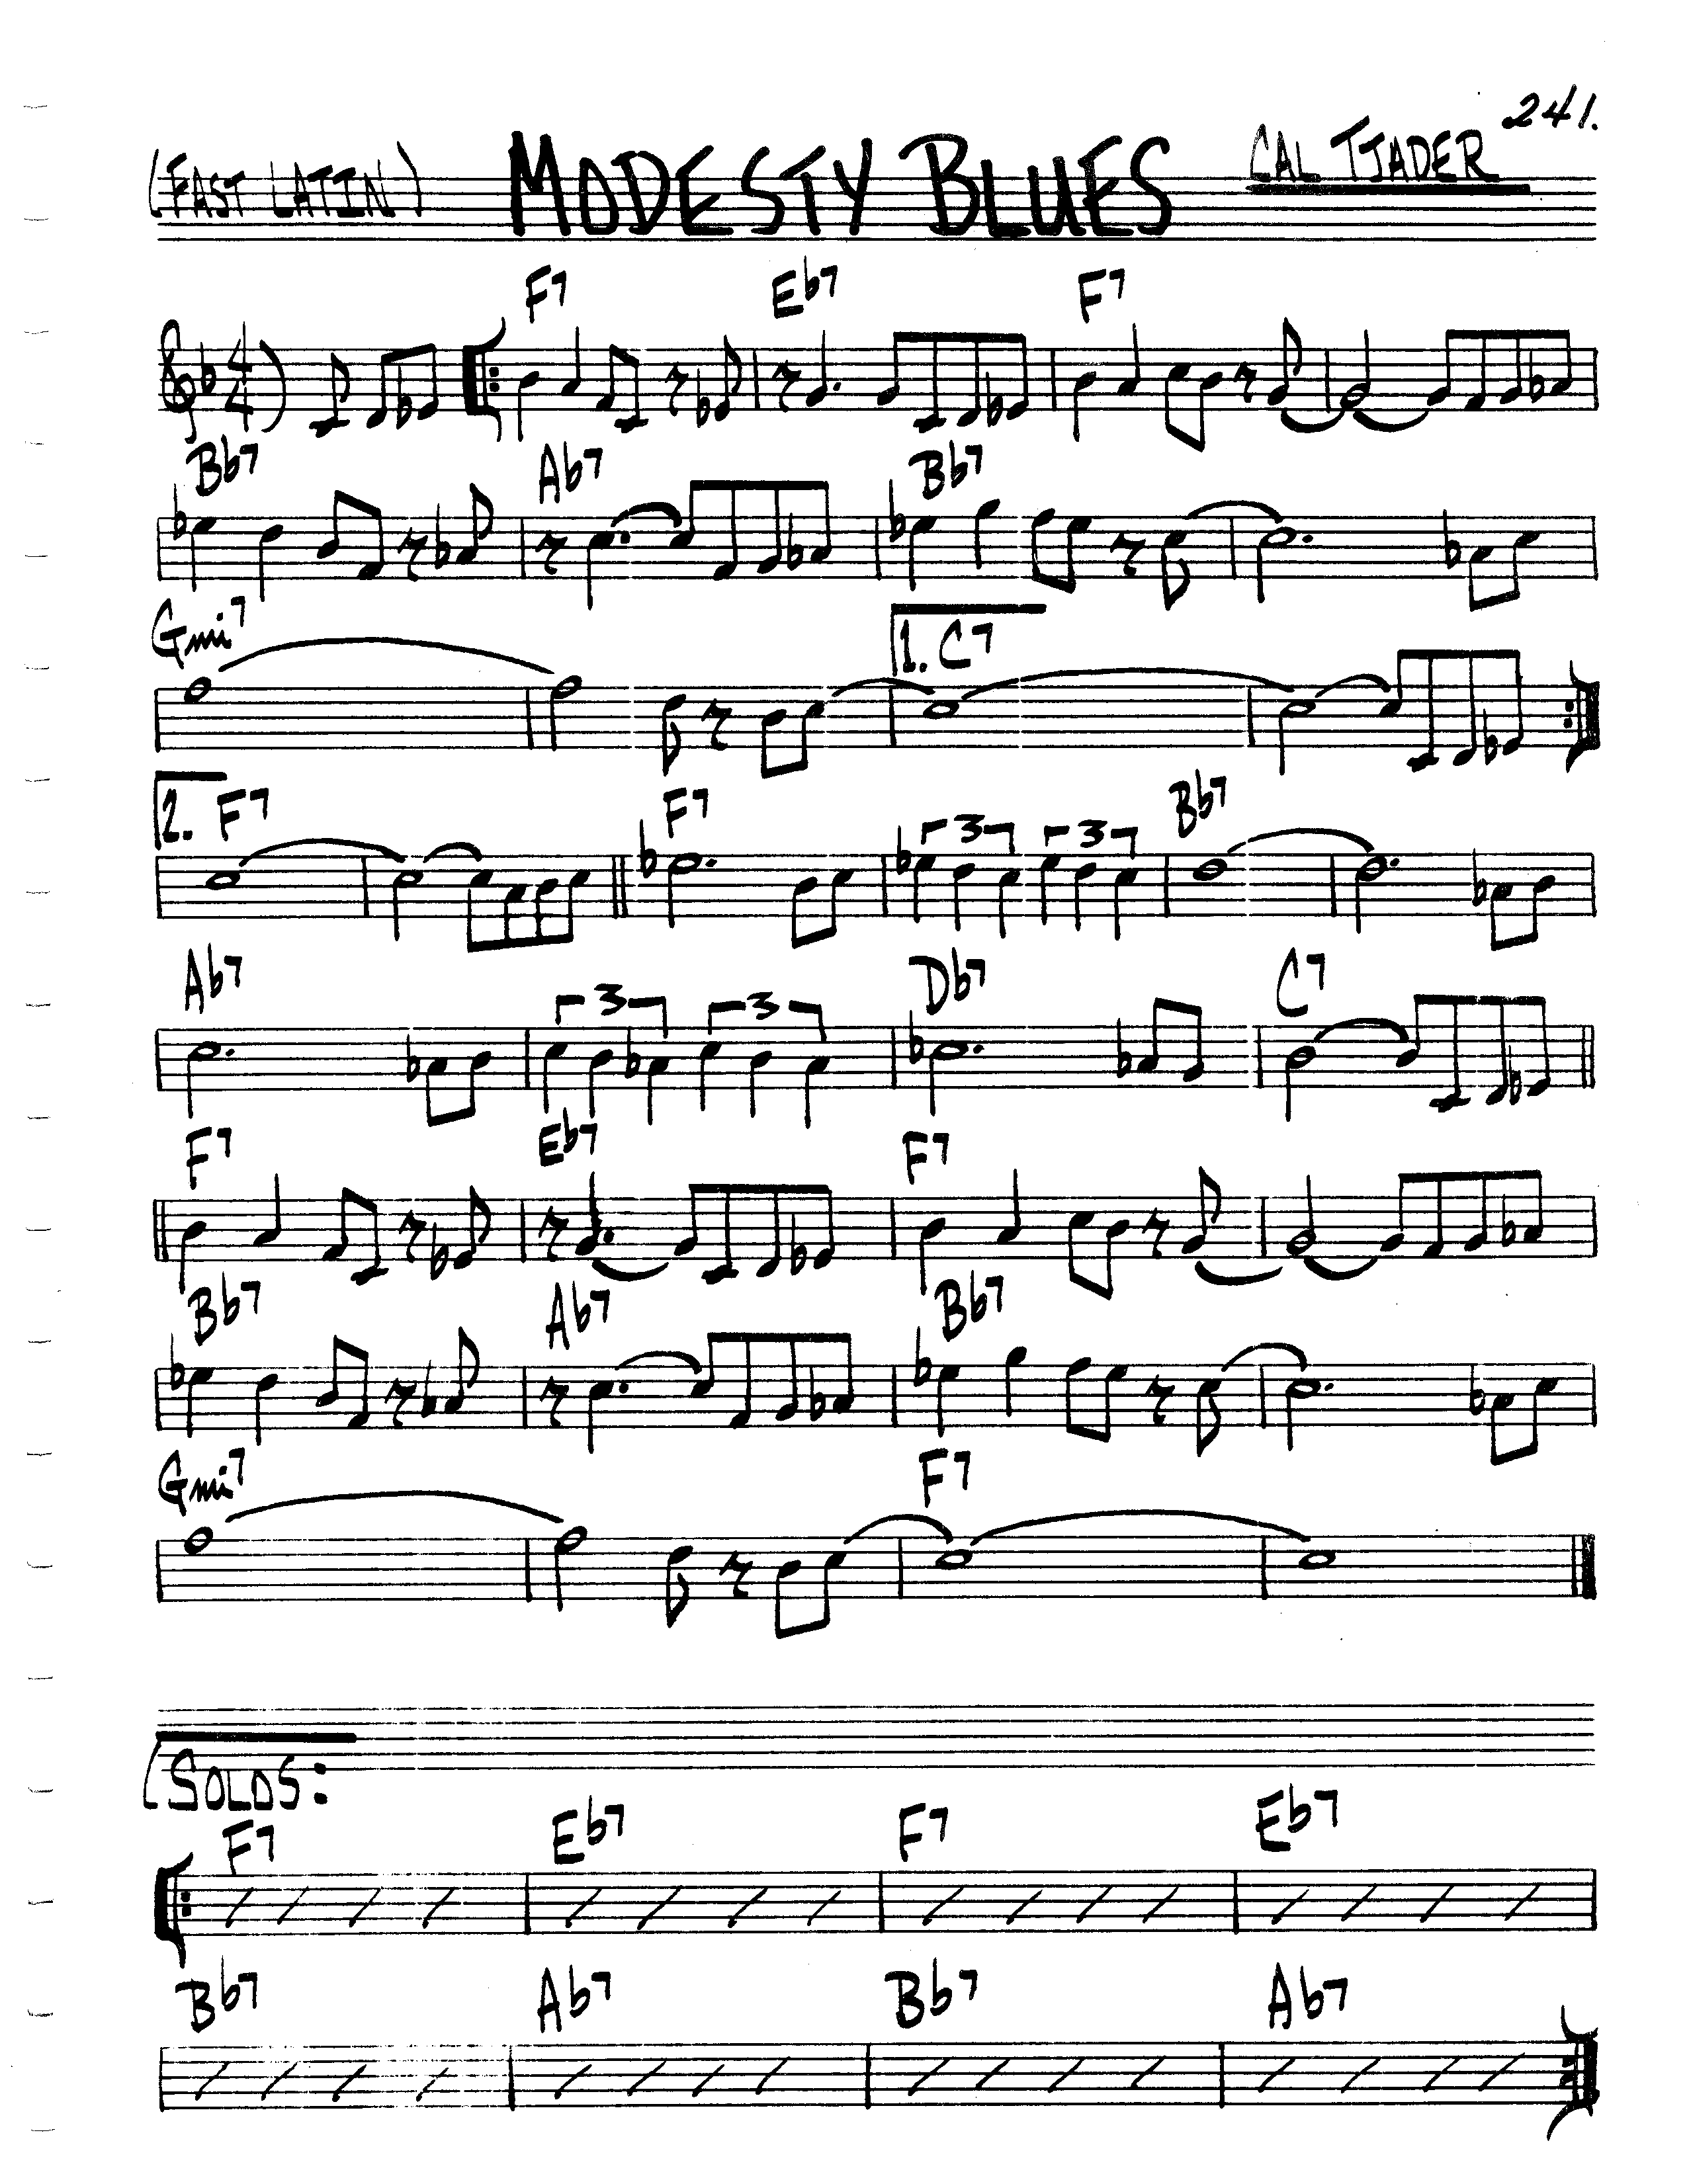 241.
(FAST LATIN) MODESTY BLUES CAL TJADER
F7 Eb7 F7
4/4
Bb7 Ab7 Bb7
Gmi7 1. C7
2. F7 F7 3 3 Bb7
Ab7 3 3 Db7 C7
F7 Eb7 F7
Bb7 Ab7 Bb7
Gmi7 F7
SOLOS:
F7 Eb7 F7 Eb7
Bb7 Ab7 Bb7 Ab7